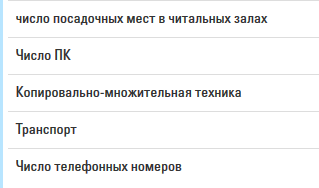 число посадочных мест в читальных залах
Число ПК
Копировально-множительная техника
Транспорт
Число телефонных номеров